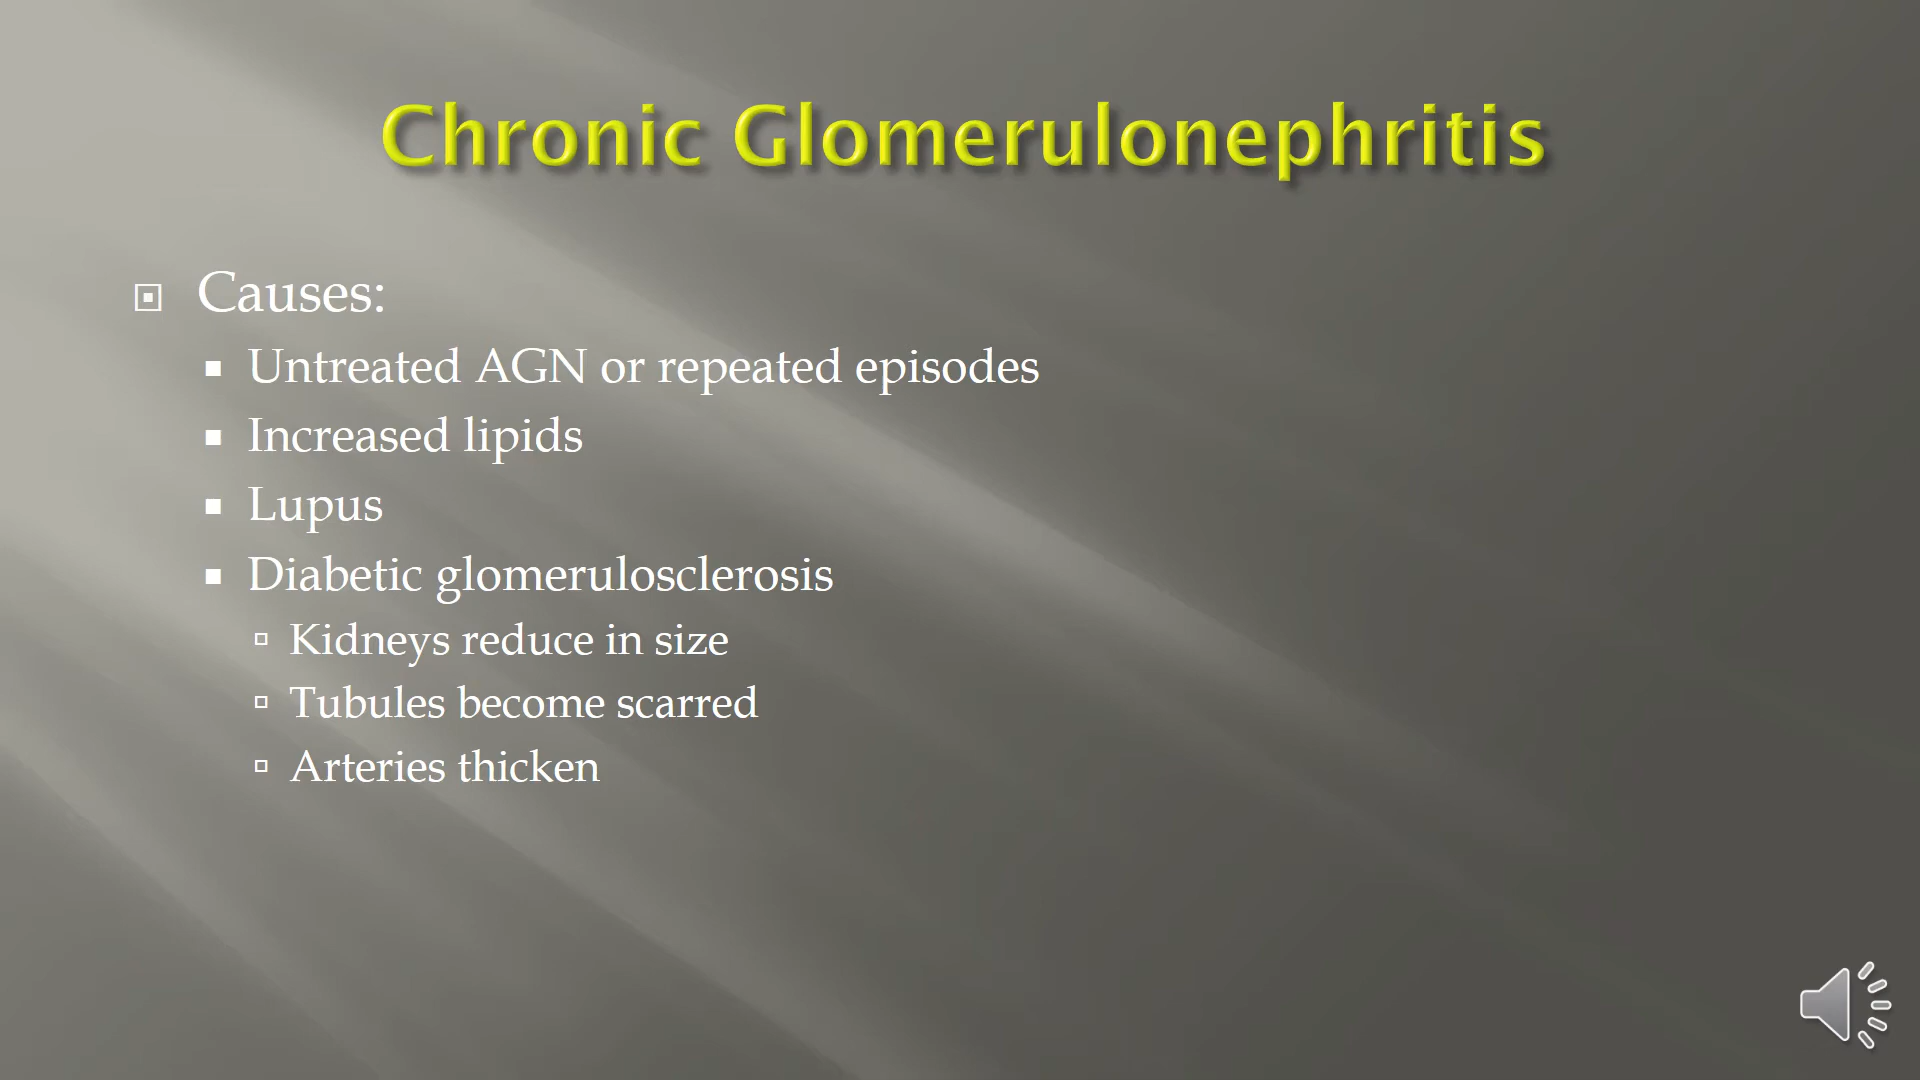 Chronic Glomerulonephritis
Causes:
Untreated AGN or repeated episodes
Increased lipids
Lupus
Diabetic glomerulosclerosis
Kidneys reduce in size
Tubules become scarred
Arteries thicken